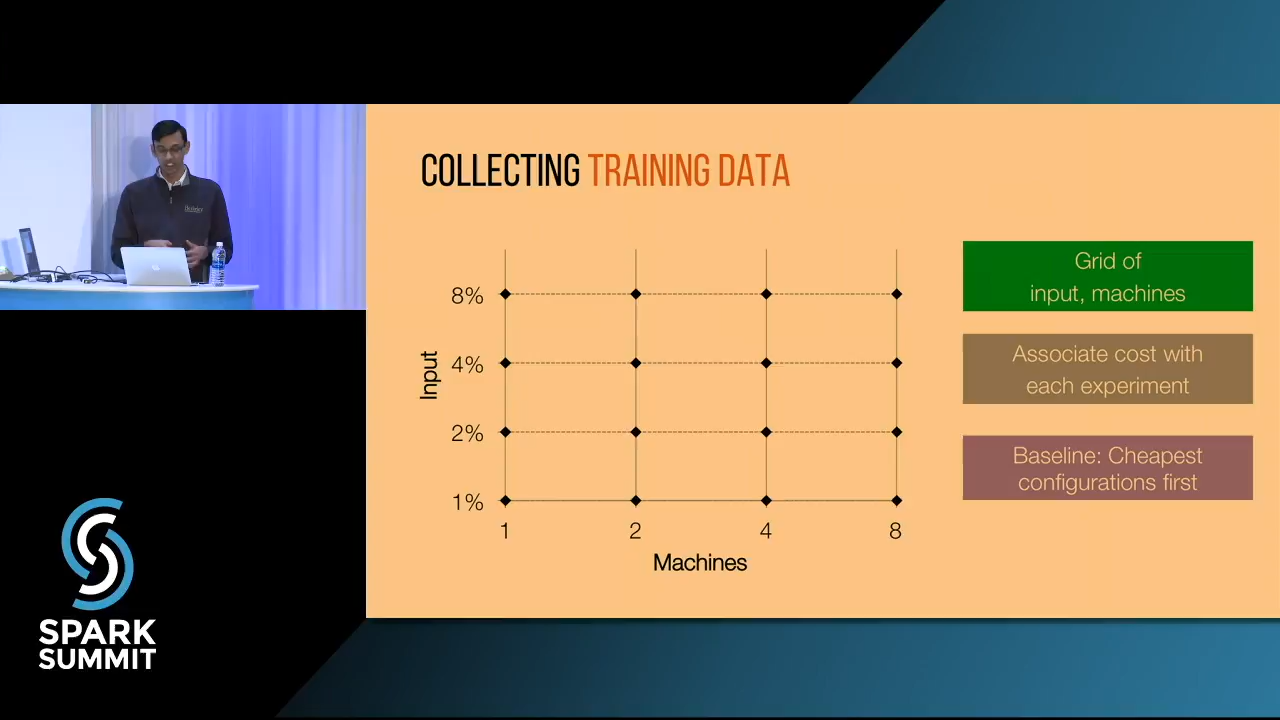 COLLECTING TRAINING DATA
8%
4%
2%
1%
Input
1 2 4 8
Machines
Grid of
input, machines
Associate cost with
each experiment
Baseline: Cheapest
configurations first
Berkeley
SPARK
SUMMIT